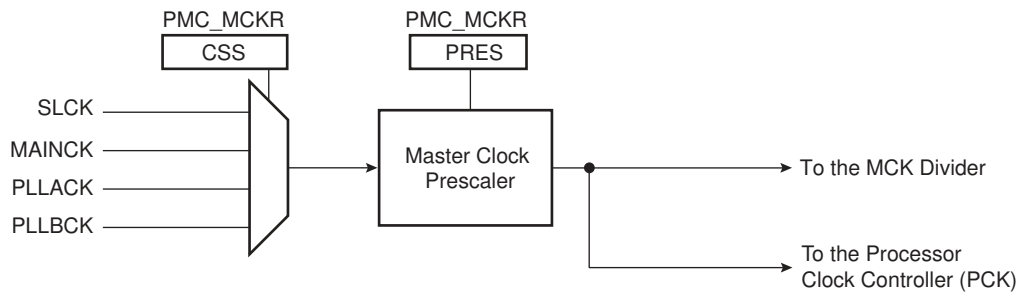 PMC_MCKR
CSS
PMC_MCKR
PRES
SLCK
MAINCK
PLLACK
PLLBCK
Master Clock
Prescaler
To the MCK Divider
To the Processor
Clock Controller (PCK)